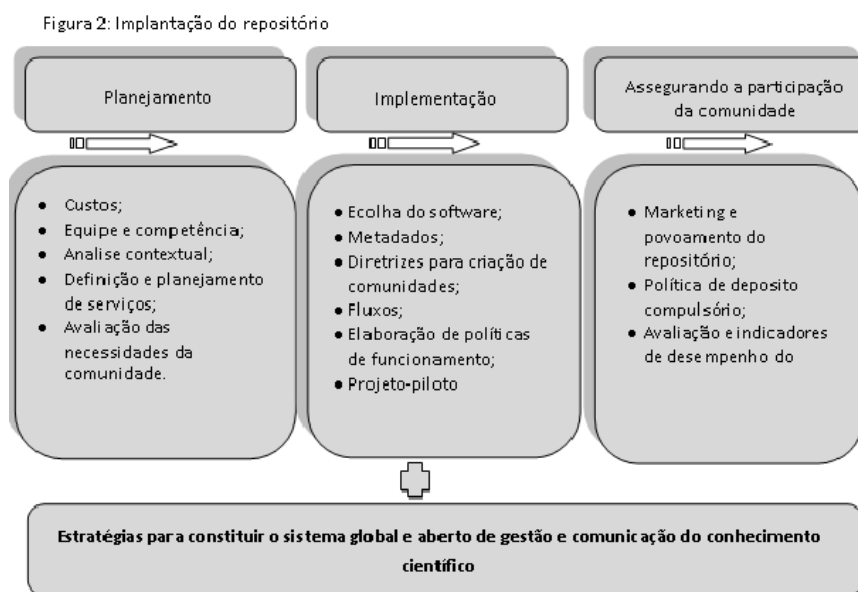 Figura 2: Implantação do repositório
Planejamento
Implementação
Assegurando a participação
da comunidade
● Custos;
● Equipe e competência;
● Analise contextual;
● Definição e planejamento
de serviços;
● Avaliação das
necessidades da
comunidade.
● Ecolha do software;
● Metadados;
● Diretrizes para criação de
comunidades;
● Fluxos;
● Elaboração de políticas
de funcionamento;
● Projeto-piloto
● Marketing e
povoamento do
repositório;
● Política de deposito
compulsório;
● Avaliação e indicadores
de desempenho do
Estratégias para constituir o sistema global e aberto de gestão e comunicação do conhecimento
científico